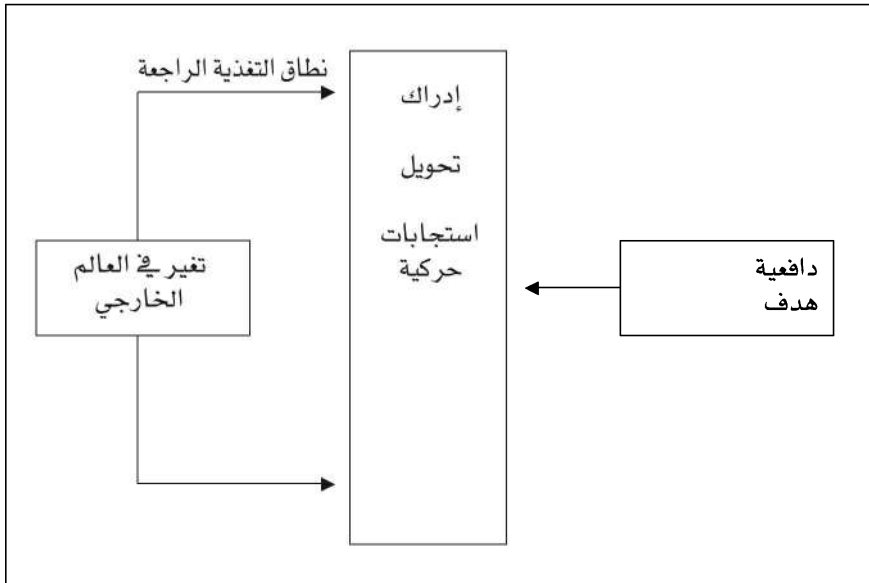 نطاق التغذية الراجعة
إدراك
تحويل
استجابات
حركية
تغير في العالم
الخارجي
دافعية
هدف